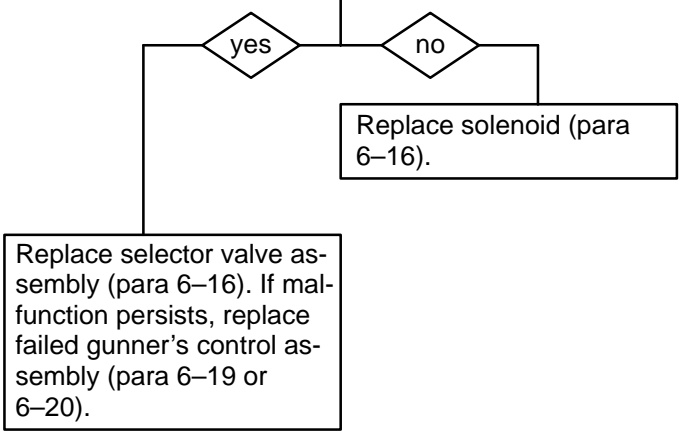 yes
no
Replace solenoid (para
6–16).
Replace selector valve as-
sembly (para 6–16). If mal-
function persists, replace
failed gunner's control as-
sembly (para 6–19 or
6–20).